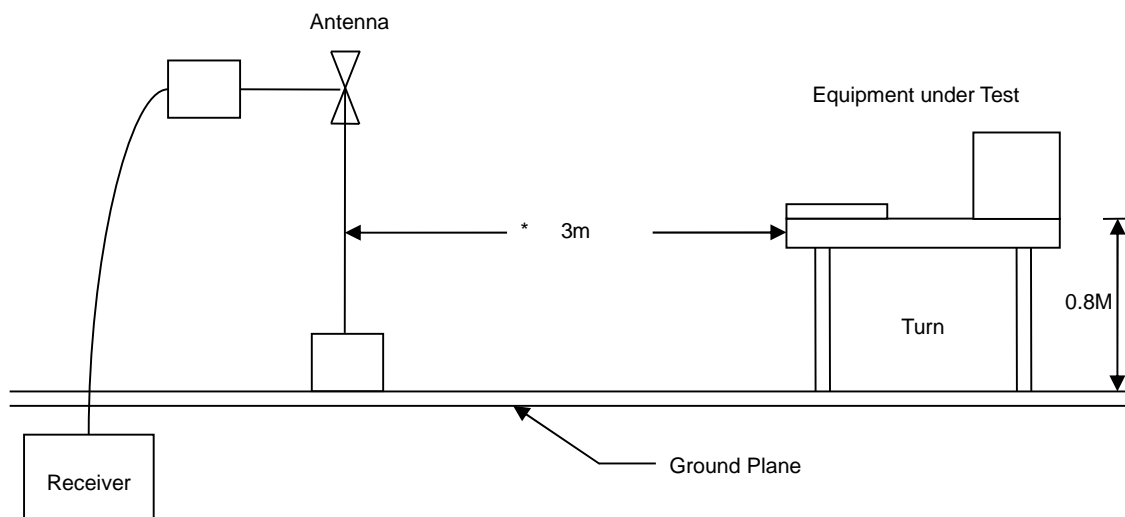 Antenna
Equipment under Test
* 3m
0.8M
Turn
Ground Plane
Receiver